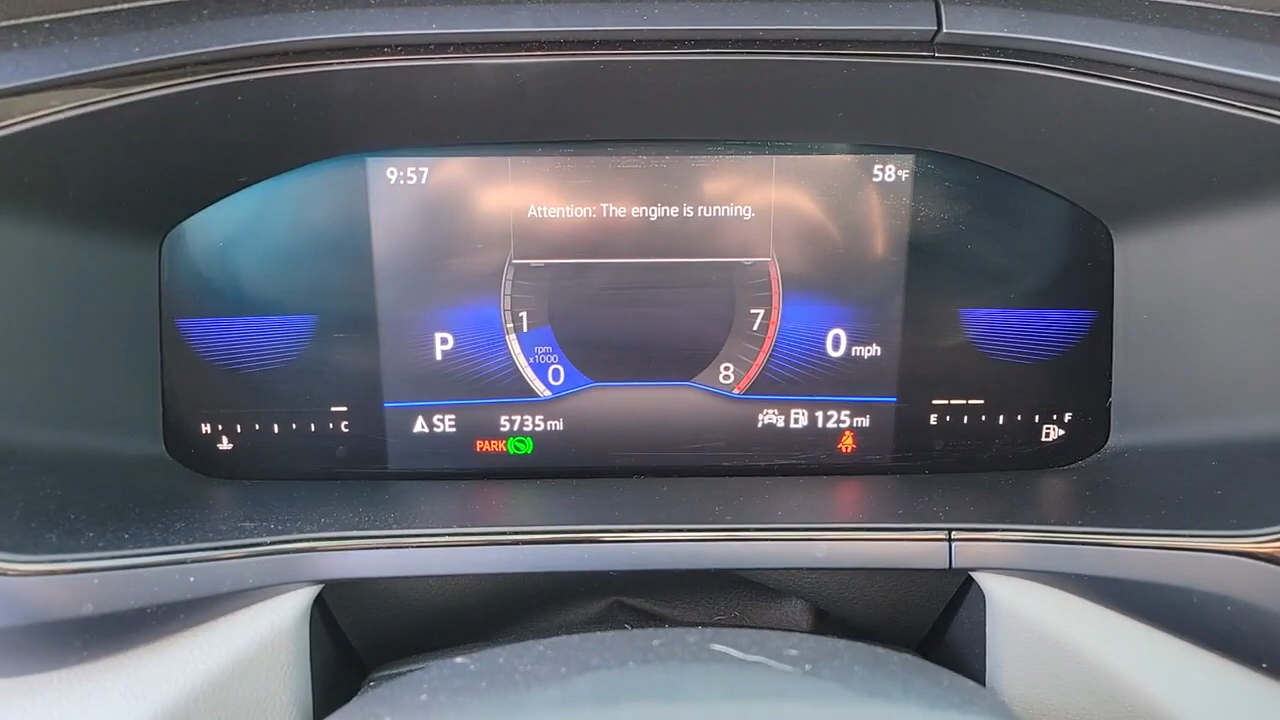 9:57
58°F
Attention: The engine is running.
1
7
P
rpm
x1000
0
8
0 mph
SE
5735 mi
125 mi
H
C
E
F
PARK